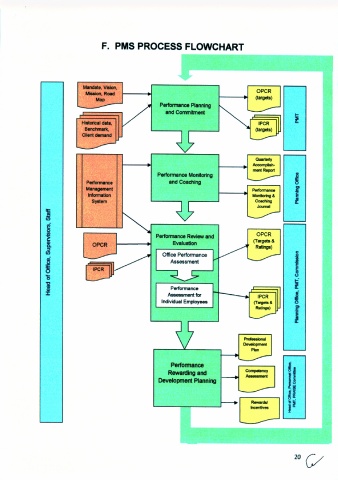 F. PMS PROCESS FLOWCHART
Mandate, Vision,
Mission, Road
Map
Historical data,
Benchmark,
Client demand
Performance Planning
and Commitment
OPCR
(targets)
IPCR
(targets)
PMT
Performance
Management
Information
System
Performance Monitoring
and Coaching
Quarterly
Accomplish-
ment Report
Performance
Monitoring &
Coaching
Journal
Planning Office
Head of Office, Supervisors, Staff
OPCR
IPCR
Performance Review and
Evaluation
Office Performance
Assessment
Performance
Assessment for
Individual Employees
OPCR
(Targets &
Ratings)
IPCR
(Targets &
Ratings)
Planning Office, PMT, Commission
Performance
Rewarding and
Development Planning
Professional
Development
Plan
Competency
Assessment
Rewards/
Incentives
Head of Office, Personnel Office,
PMT, PRAISE Committee
20